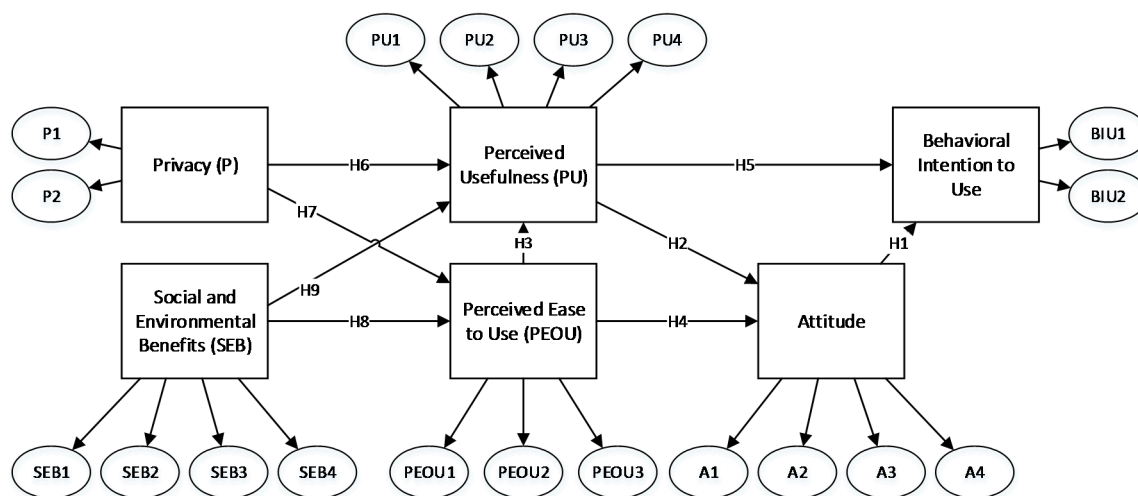 PU1
PU2
PU3
PU4
P1
P2
Privacy (P)
H6
Perceived
Usefulness (PU)
H5
Behavioral
Intention to
Use
BIU1
BIU2
H7
H3
H2
H1
H9
Social and
Environmental
Benefits (SEB)
H8
Perceived Ease
to Use (PEOU)
H4
Attitude
SEB1
SEB2
SEB3
SEB4
PEOU1
PEOU2
PEOU3
A1
A2
A3
A4